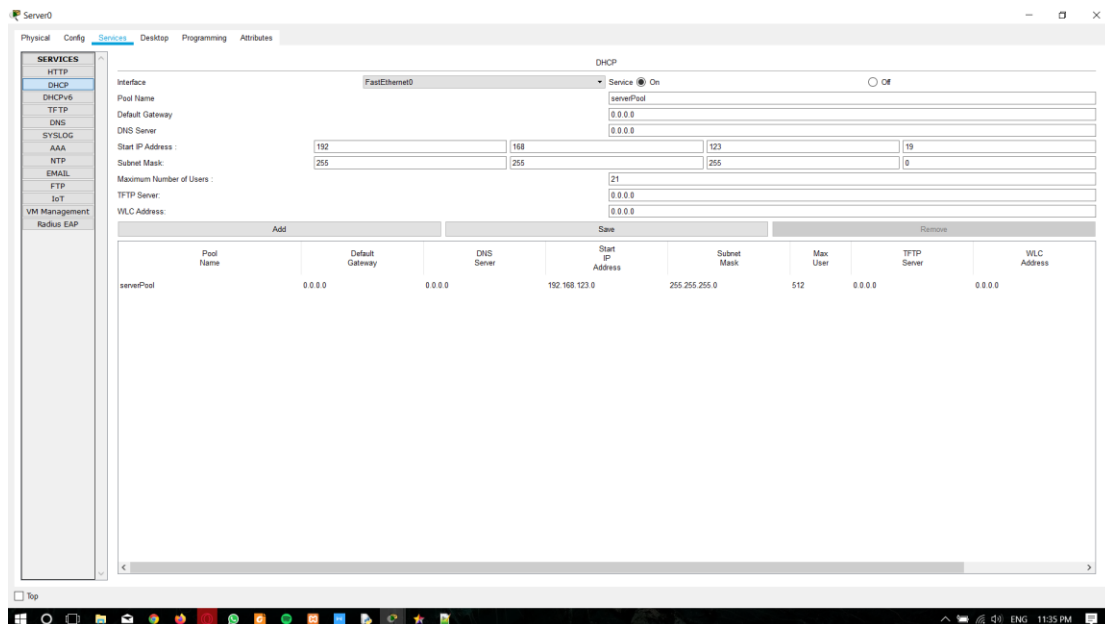 Server0
Physical Config Services Desktop Programming Attributes
SERVICES
HTTP
DHCP
DHCPv6
TFTP
DNS
SYSLOG
AAA
NTP
EMAIL
FTP
IoT
VM Management
Radius EAP
DHCP
Interface FastEthernet0 Service On Off
Pool Name serverPool
Default Gateway 0.0.0.0
DNS Server 0.0.0.0
Start IP Address : 192 168 123 19
Subnet Mask: 255 255 255 0
Maximum Number of Users : 21
TFTP Server: 0.0.0.0
WLC Address: 0.0.0.0
Add Save Remove
Pool Name Default Gateway DNS Server Start IP Address Subnet Mask Max User TFTP Server WLC Address
serverPool 0.0.0.0 0.0.0.0 192.168.123.0 255.255.255.0 512 0.0.0.0 0.0.0.0
Top
ENG 11:35 PM